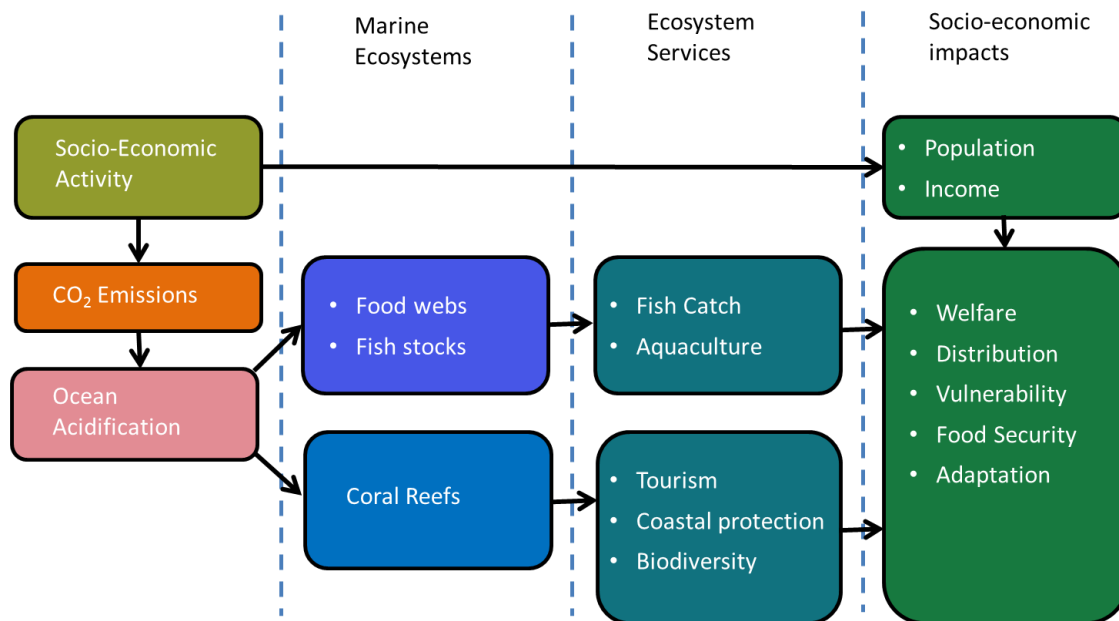 Marine
Ecosystems
Ecosystem
Services
Socio-economic
impacts
Socio-Economic
Activity
• Population
• Income
CO₂ Emissions
• Food webs
• Fish stocks
• Fish Catch
• Aquaculture
• Welfare
• Distribution
• Vulnerability
• Food Security
• Adaptation
Ocean
Acidification
Coral Reefs
• Tourism
• Coastal protection
• Biodiversity